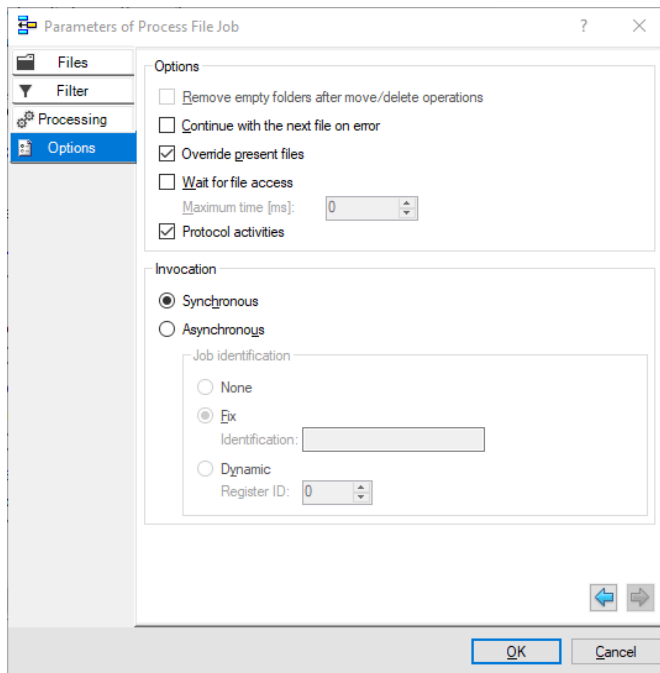 Parameters of Process File Job
Files
Filter
Processing
Options
Options
Remove empty folders after move/delete operations
Continue with the next file on error
Override present files
Wait for file access
Maximum time [ms]: 0
Protocol activities
Invocation
Synchronous
Asynchronous
Job identification
None
Fix
Identification:
Dynamic
Register ID: 0
OK Cancel